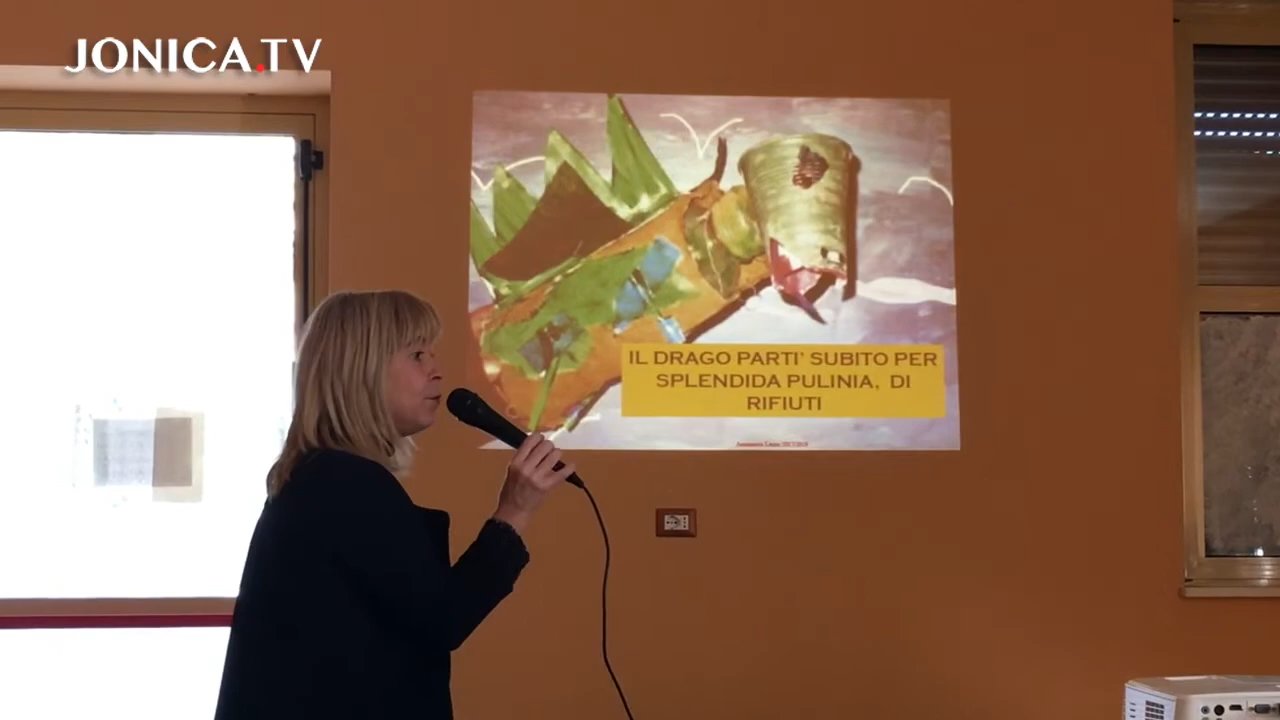 JONICA.TV
IL DRAGO PARTI' SUBITO PER
SPLENDIDA PULINIA, DI
RIFIUTI